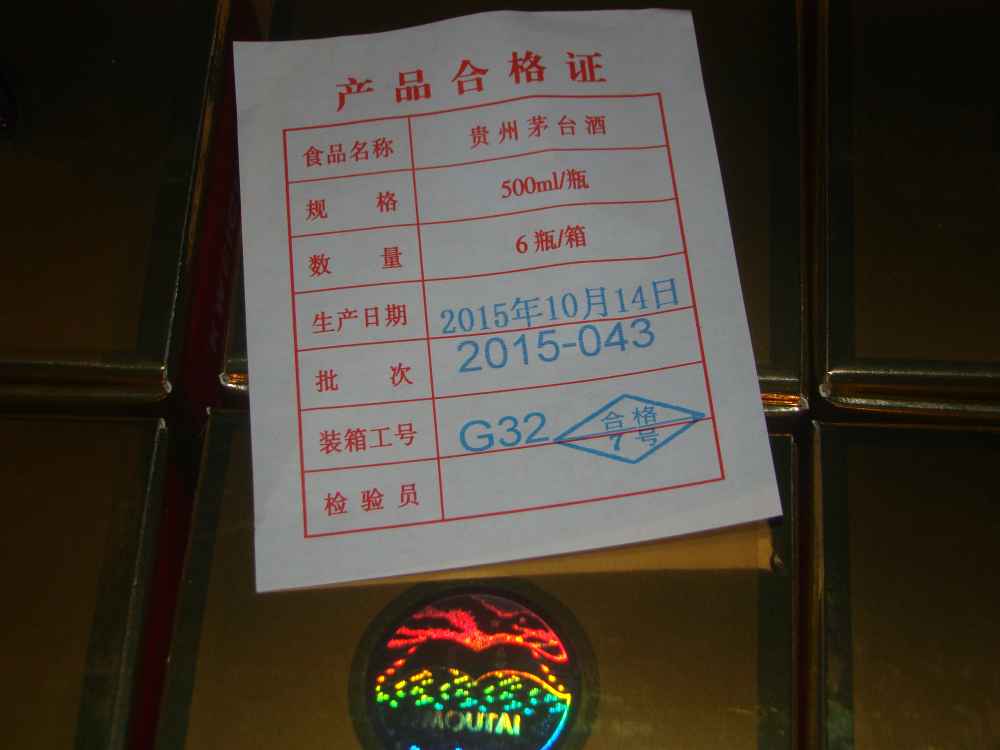 产品合格证
食品名称 贵州茅台酒
规 格 500ml/瓶
数 量 6瓶/箱
生产日期 2015年10月14日
批 次 2015-043
装箱工号 G32
合格
7号
检验员
MOUTAI